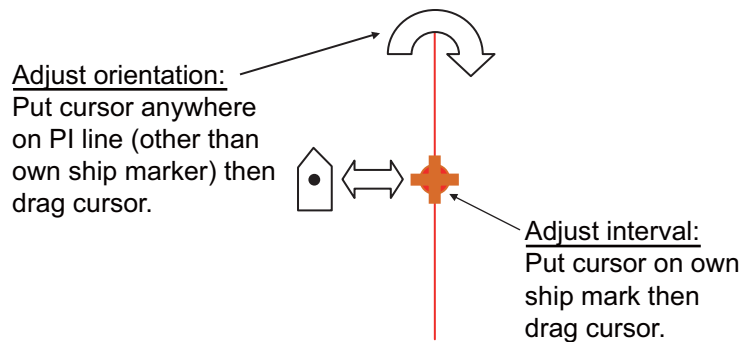 Adjust orientation:
Put cursor anywhere
on PI line (other than
own ship marker) then
drag cursor.
Adjust interval:
Put cursor on own
ship mark then
drag cursor.